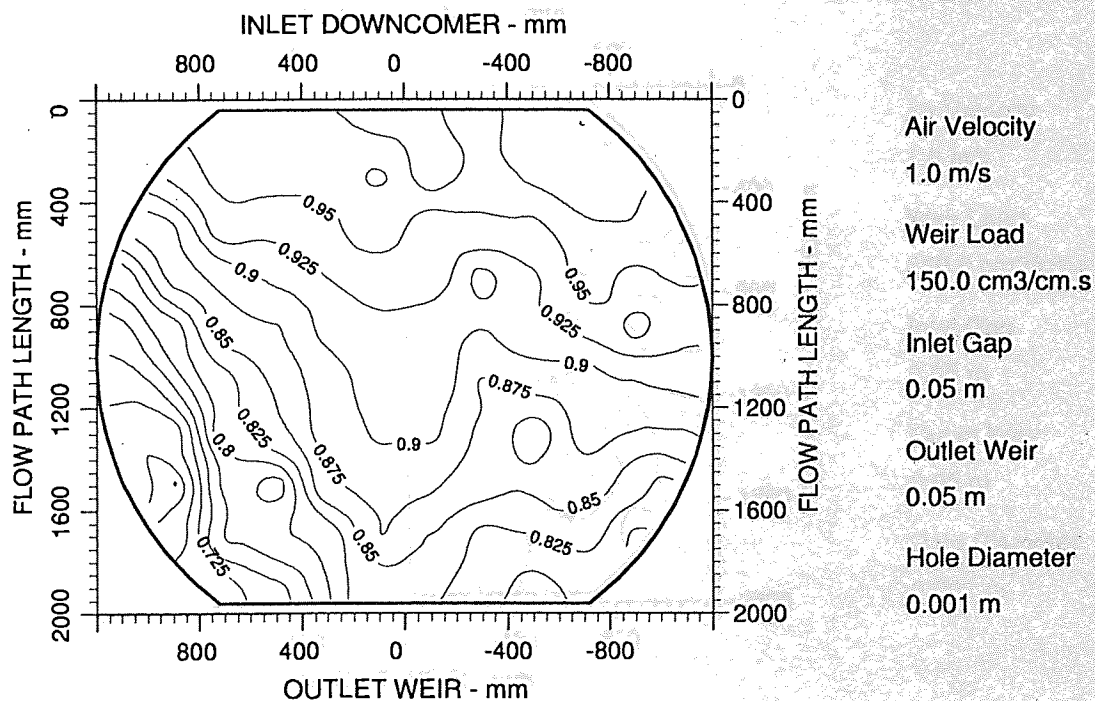 INLET DOWNCOMER - mm
800 400 0 -400 -800
0 0
400 400
800 800
1200 1200
1600 1600
2000 2000
FLOW PATH LENGTH - mm
FLOW PATH LENGTH - mm
0.95
0.925
0.9
0.95
0.925
0.85
0.9
0.875
0.825
0.8
0.9
0.875
0.85
0.85
0.825
0.725
800 400 0 -400 -800
OUTLET WEIR - mm
Air Velocity
1.0 m/s
Weir Load
150.0 cm3/cm.s
Inlet Gap
0.05 m
Outlet Weir
0.05 m
Hole Diameter
0.001 m